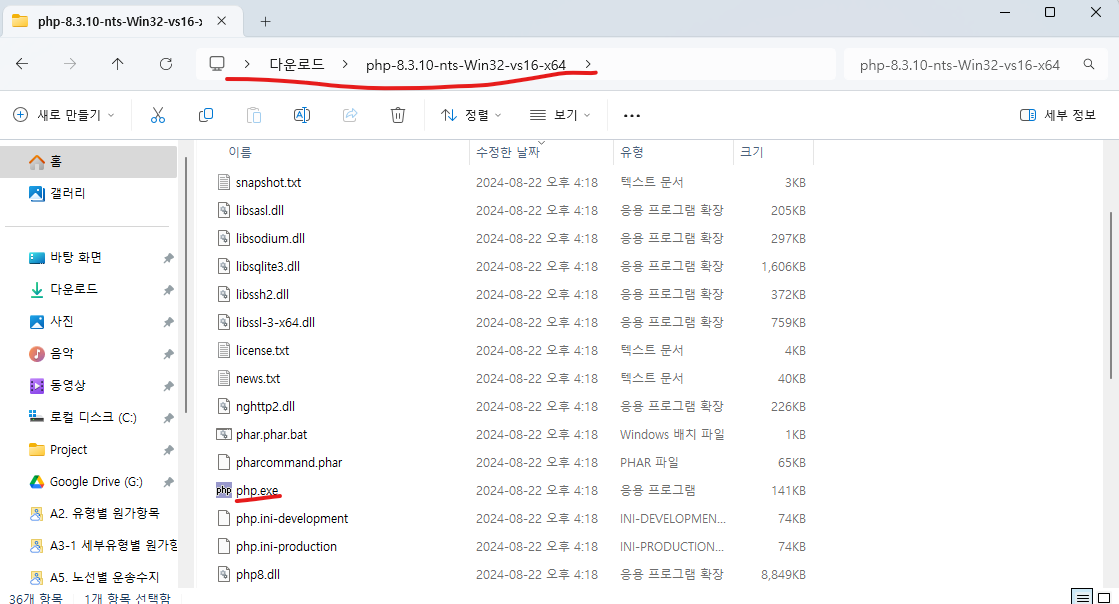 php-8.3.10-nts-Win32-vs16-x
다운로드 php-8.3.10-nts-Win32-vs16-x64 php-8.3.10-nts-Win32-vs16-x64
새로 만들기 정렬 보기 세부 정보
홈
갤러리
바탕 화면
다운로드
사진
음악
동영상
로컬 디스크 (C:)
Project
Google Drive (G:)
A2. 유형별 원가항목
A3-1 세부유형별 원가항
A5. 노선별 운송수지
이름 수정한 날짜 유형 크기
snapshot.txt 2024-08-22 오후 4:18 텍스트 문서 3KB
libsasl.dll 2024-08-22 오후 4:18 응용 프로그램 확장 205KB
libsodium.dll 2024-08-22 오후 4:18 응용 프로그램 확장 297KB
libsqlite3.dll 2024-08-22 오후 4:18 응용 프로그램 확장 1,606KB
libssh2.dll 2024-08-22 오후 4:18 응용 프로그램 확장 372KB
libssl-3-x64.dll 2024-08-22 오후 4:18 응용 프로그램 확장 759KB
license.txt 2024-08-22 오후 4:18 텍스트 문서 4KB
news.txt 2024-08-22 오후 4:18 텍스트 문서 40KB
nghttp2.dll 2024-08-22 오후 4:18 응용 프로그램 확장 226KB
phar.phar.bat 2024-08-22 오후 4:18 Windows 배치 파일 1KB
pharcommand.phar 2024-08-22 오후 4:18 PHAR 파일 65KB
php php.exe 2024-08-22 오후 4:18 응용 프로그램 141KB
php.ini-development 2024-08-22 오후 4:18 INI-DEVELOPMEN... 74KB
php.ini-production 2024-08-22 오후 4:18 INI-PRODUCTION... 74KB
php8.dll 2024-08-22 오후 4:18 응용 프로그램 확장 8,849KB
36개 항목 1개 항목 선택함